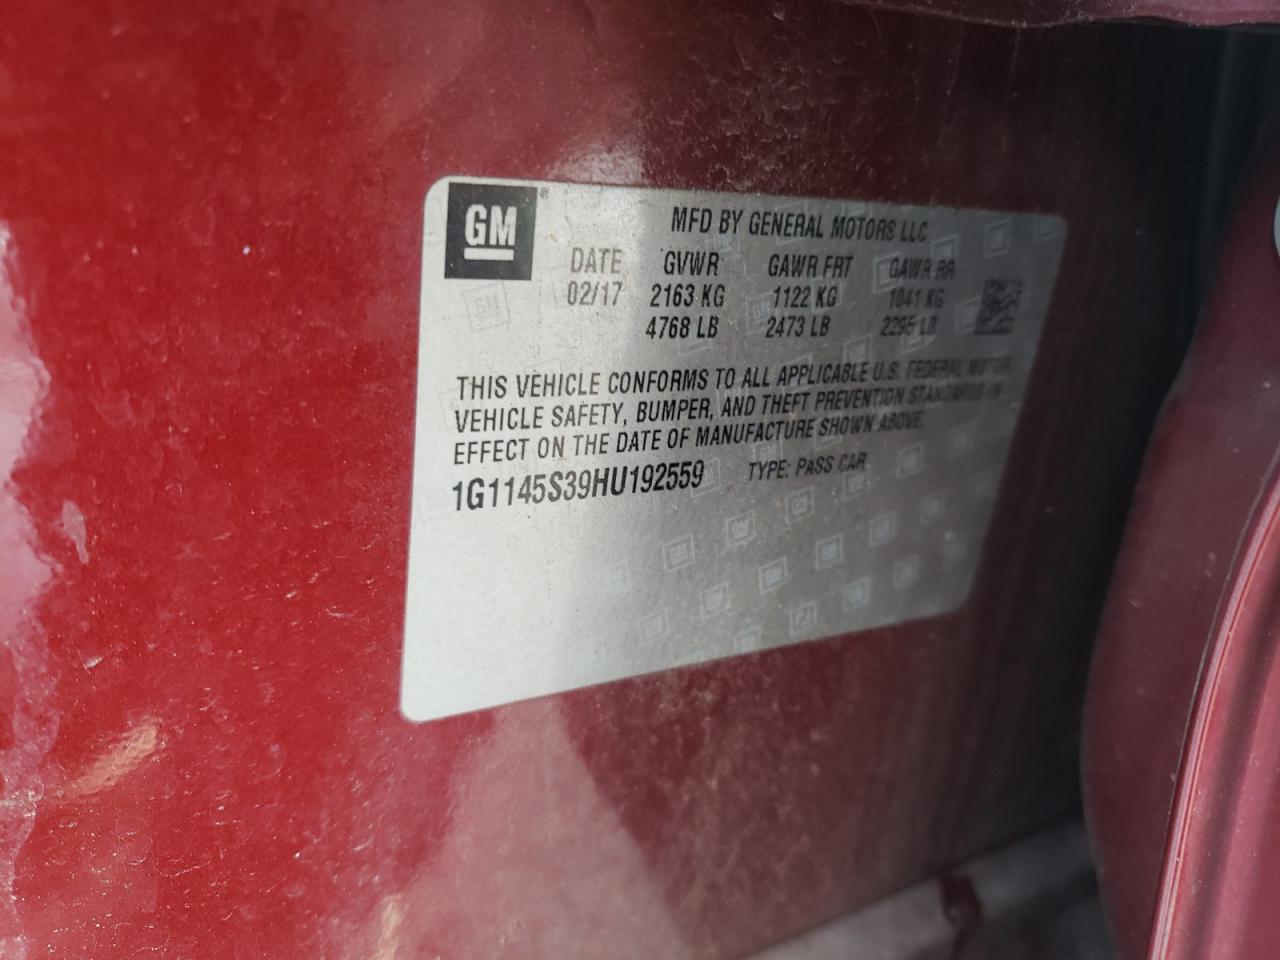 GM ®
MFD BY GENERAL MOTORS LLC
DATE GVWR GAWR FRT GAWR RR
02/17 2163 KG 1122 KG 1041 KG
4768 LB 2473 LB 2295 LB
THIS VEHICLE CONFORMS TO ALL APPLICABLE U.S. FEDERAL MOTOR
VEHICLE SAFETY, BUMPER, AND THEFT PREVENTION STANDARDS IN
EFFECT ON THE DATE OF MANUFACTURE SHOWN ABOVE.
1G1145S39HU192559 TYPE: PASS CAR